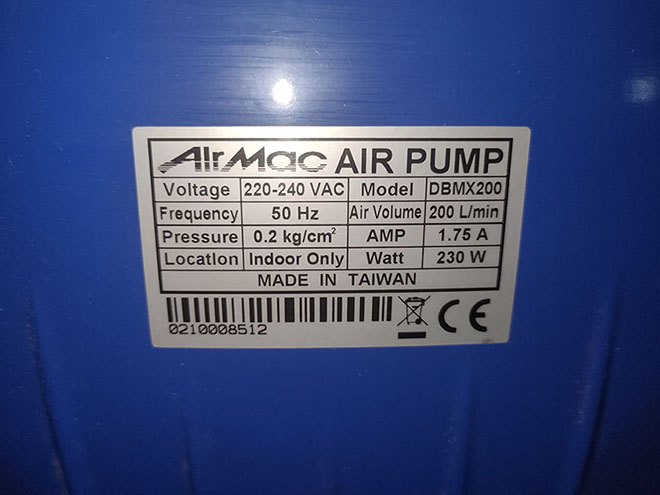 AirMac AIR PUMP
Voltage 220-240 VAC Model DBMX200
Frequency 50 Hz Air Volume 200 L/min
Pressure 0.2 kg/cm² AMP 1.75 A
Location Indoor Only Watt 230 W
MADE IN TAIWAN
0210008512 CE